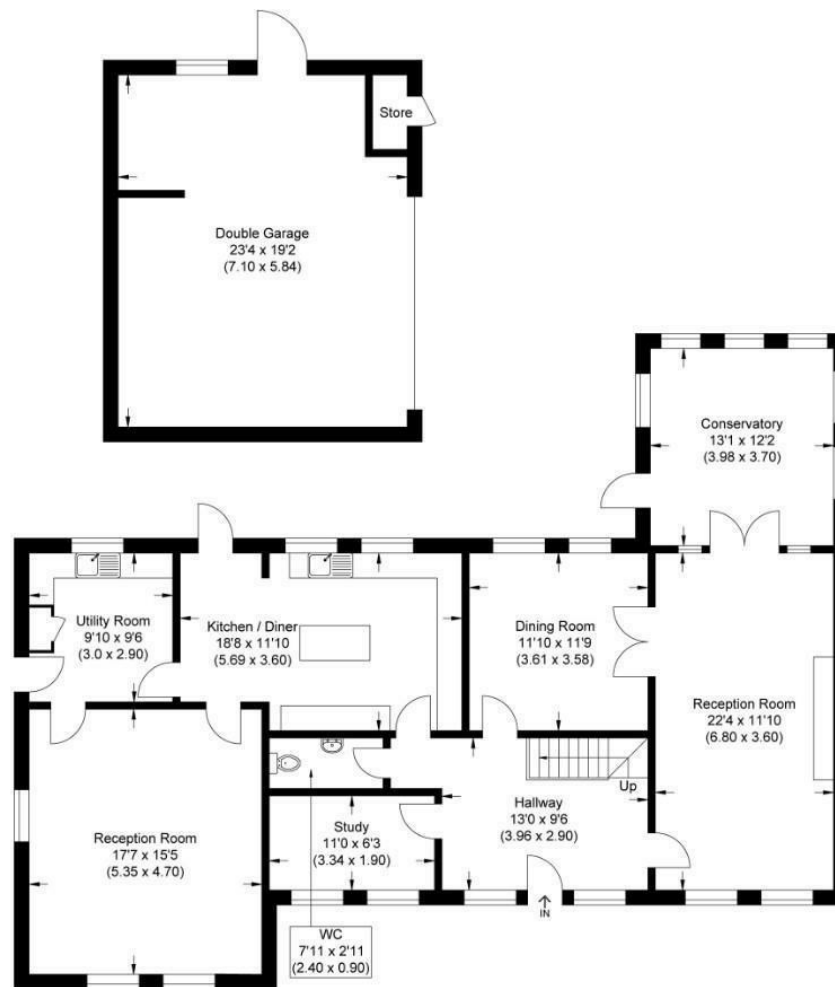 Store
Double Garage
23'4 x 19'2
(7.10 x 5.84)
Conservatory
13'1 x 12'2
(3.98 x 3.70)
Utility Room
9'10 x 9'6
(3.0 x 2.90)
Kitchen / Diner
18'8 x 11'10
(5.69 x 3.60)
Dining Room
11'10 x 11'9
(3.61 x 3.58)
Reception Room
22'4 x 11'10
(6.80 x 3.60)
Up
Hallway
13'0 x 9'6
(3.96 x 2.90)
Study
11'0 x 6'3
(3.34 x 1.90)
Reception Room
17'7 x 15'5
(5.35 x 4.70)
IN
WC
7'11 x 2'11
(2.40 x 0.90)